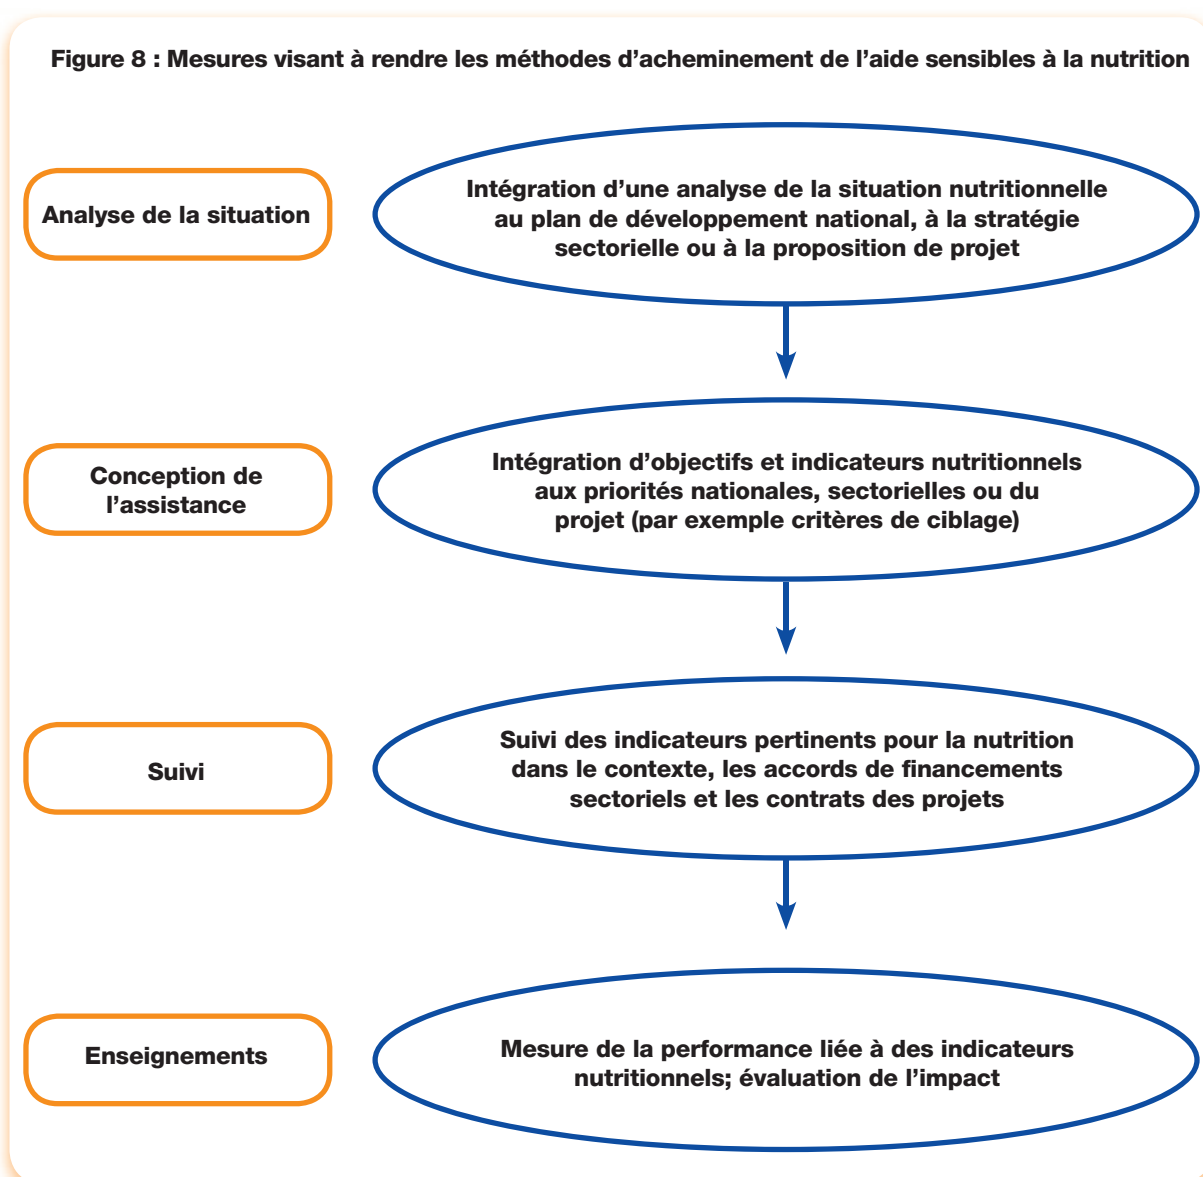 Figure 8 : Mesures visant à rendre les méthodes d’acheminement de l’aide sensibles à la nutrition
Analyse de la situation
Intégration d’une analyse de la situation nutritionnelle
au plan de développement national, à la stratégie
sectorielle ou à la proposition de projet
Conception de
l’assistance
Intégration d’objectifs et indicateurs nutritionnels
aux priorités nationales, sectorielles ou du
projet (par exemple critères de ciblage)
Suivi
Suivi des indicateurs pertinents pour la nutrition
dans le contexte, les accords de financements
sectoriels et les contrats des projets
Enseignements
Mesure de la performance liée à des indicateurs
nutritionnels; évaluation de l’impact